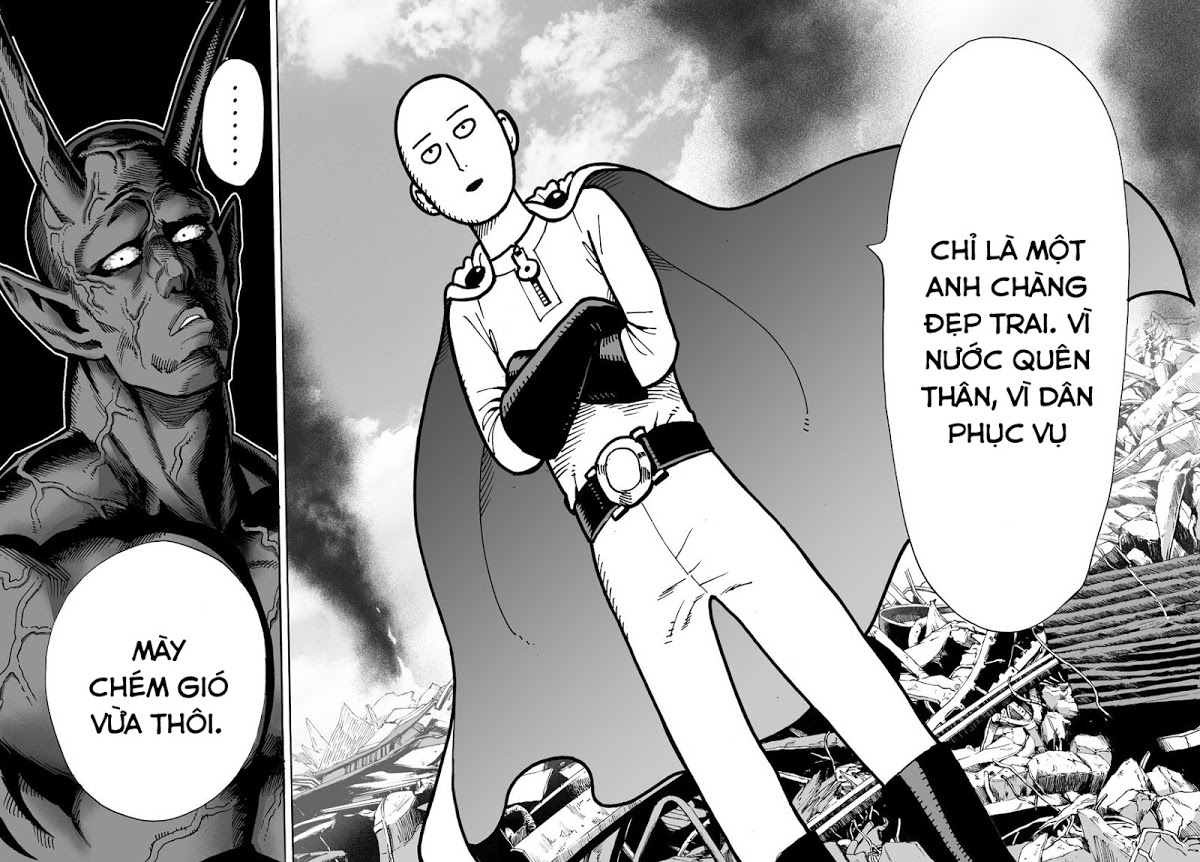 CHỈ LÀ MỘT
ANH CHÀNG
ĐẸP TRAI. VÌ
NƯỚC QUÊN
THÂN, VÌ DÂN
PHỤC VỤ
........
MÀY
CHÉM GIÓ
VỪA THÔI.